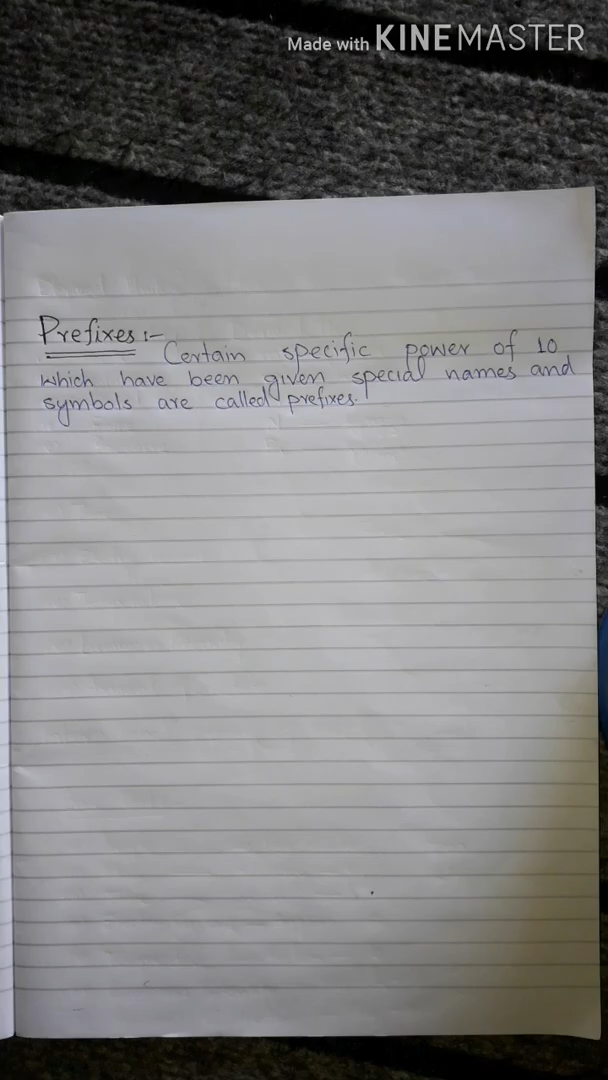 Made with KINEMASTER
Prefixes :-
Certain specific power of 10
which have been given special names and
symbols are called prefixes.